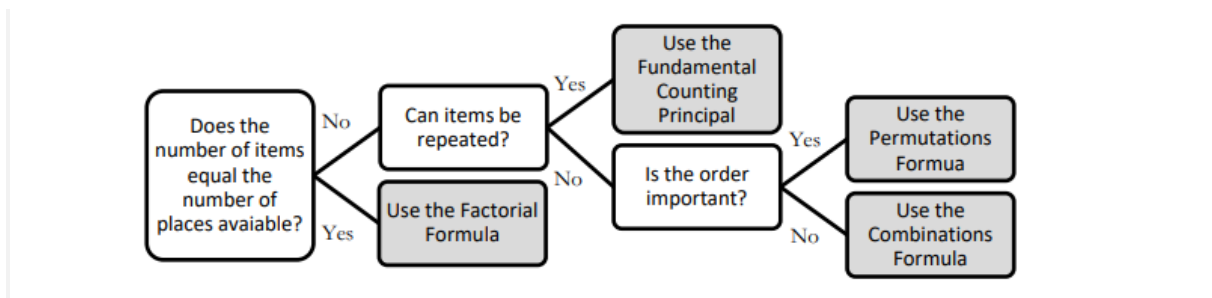 Does the
number of items
equal the
number of
places avaiable?
No
Yes
Can items be
repeated?
Use the Factorial
Formula
Yes
No
Use the
Fundamental
Counting
Principal
Is the order
important?
Yes
No
Use the
Permutations
Formua
Use the
Combinations
Formula